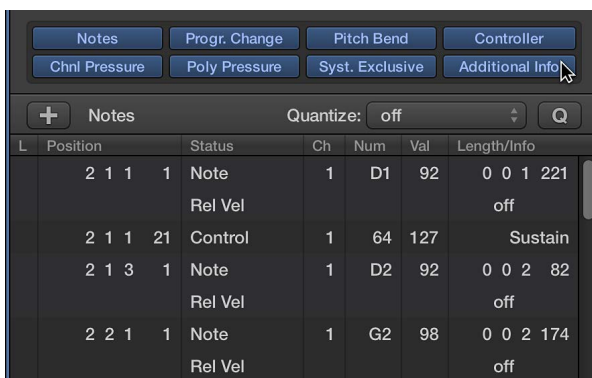 Notes Progr. Change Pitch Bend Controller
Chnl Pressure Poly Pressure Syst. Exclusive Additional Info
+ Notes Quantize: off Q
L Position Status Ch Num Val Length/Info
2 1 1 1 Note 1 D1 92 0 0 1 221
Rel Vel off
2 1 1 21 Control 1 64 127 Sustain
2 1 3 1 Note 1 D2 92 0 0 2 82
Rel Vel off
2 2 1 1 Note 1 G2 98 0 0 2 174
Rel Vel off